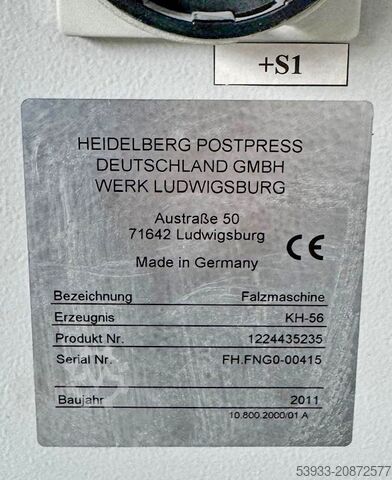 +S1
HEIDELBERG POSTPRESS
DEUTSCHLAND GMBH
WERK LUDWIGSBURG
Austraße 50
71642 Ludwigsburg
CE
Made in Germany
Bezeichnung Falzmaschine
Erzeugnis KH-56
Produkt Nr. 1224435235
Serial Nr. FH.FNG0-00415
Baujahr 2011
10.800.2000/01 A
53933-20872577